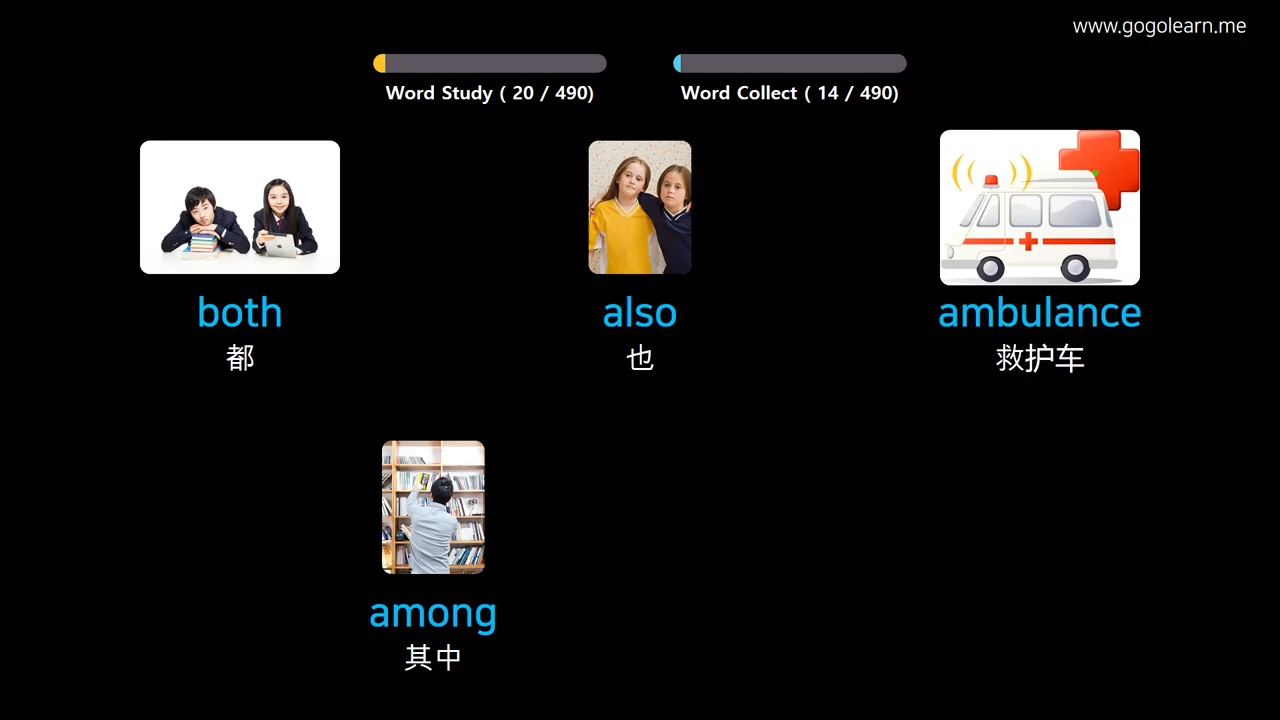 www.gogolearn.me
Word Study ( 20 / 490)
Word Collect ( 14 / 490)
both
都
also
也
ambulance
救护车
among
其中